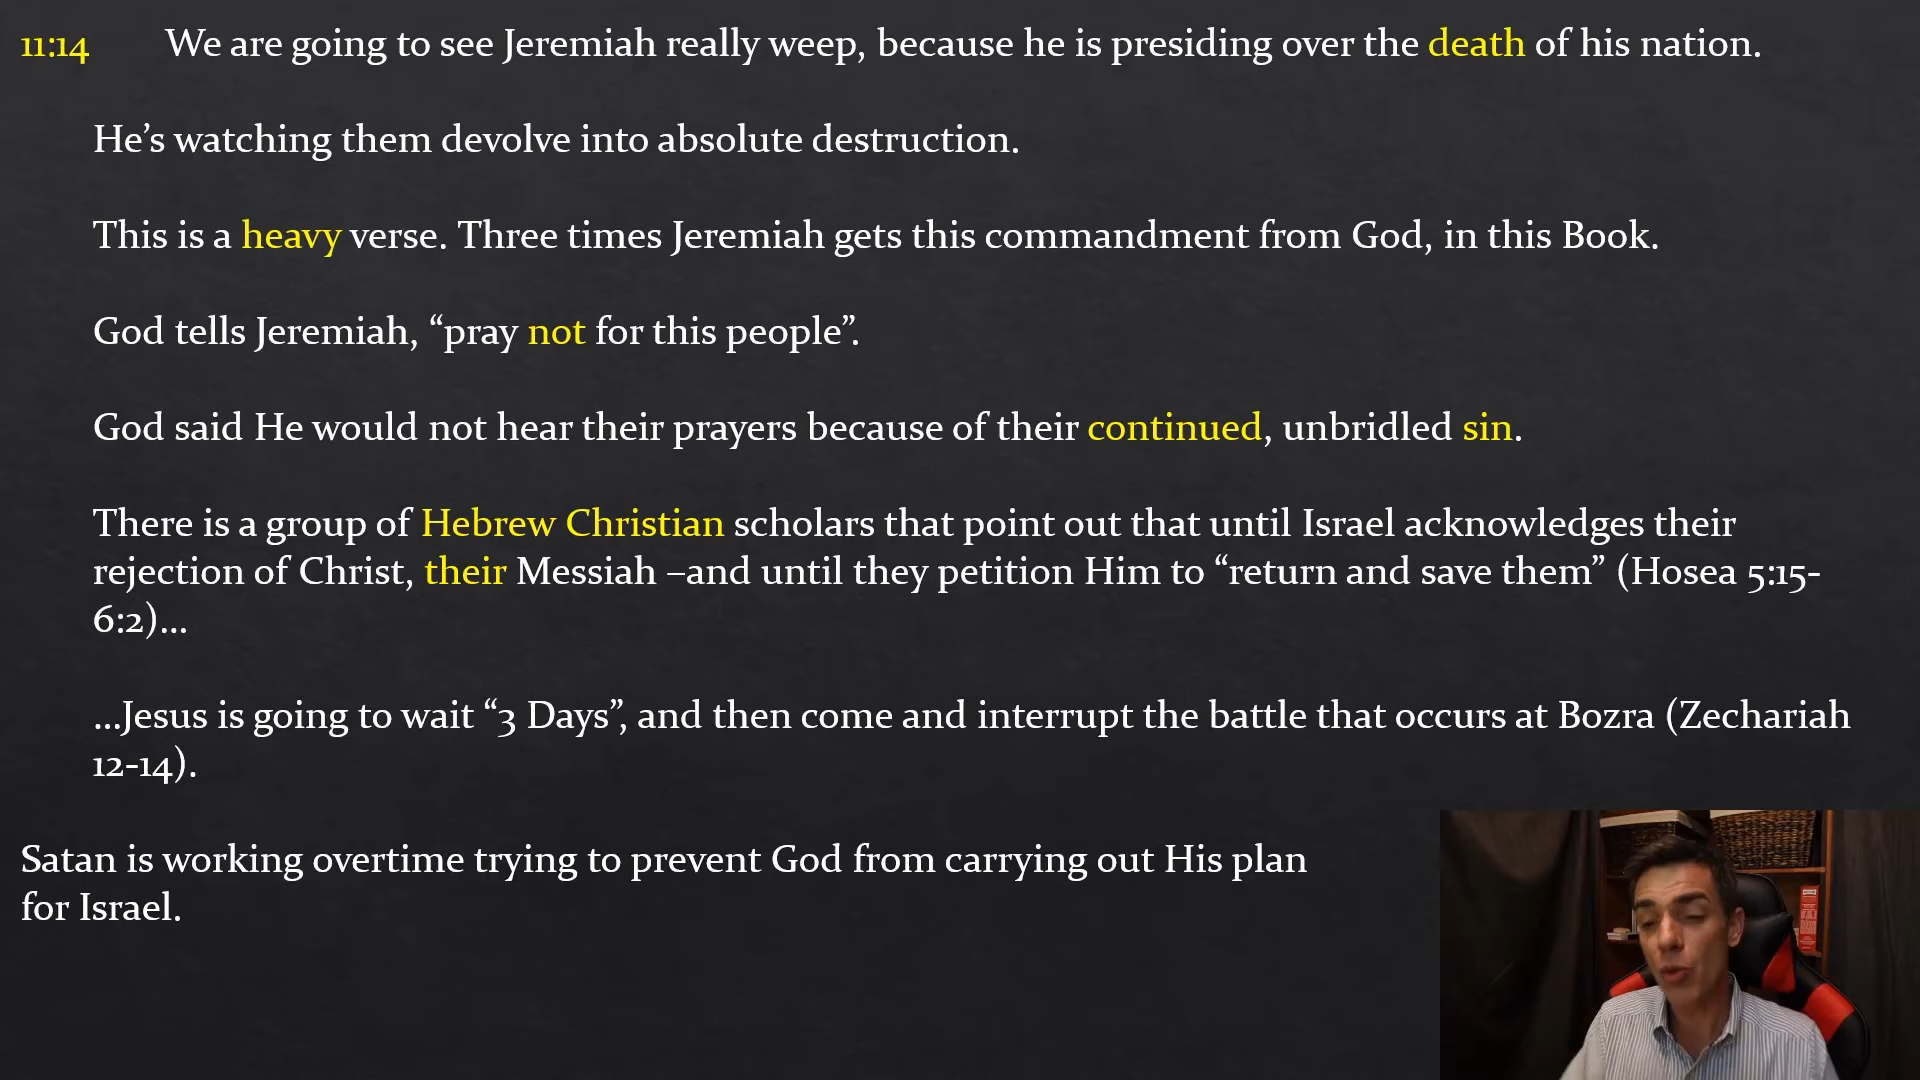 11:14 We are going to see Jeremiah really weep, because he is presiding over the death of his nation.
He’s watching them devolve into absolute destruction.
This is a heavy verse. Three times Jeremiah gets this commandment from God, in this Book.
God tells Jeremiah, “pray not for this people”.
God said He would not hear their prayers because of their continued, unbridled sin.
There is a group of Hebrew Christian scholars that point out that until Israel acknowledges their
rejection of Christ, their Messiah –and until they petition Him to “return and save them” (Hosea 5:15-
6:2)…
…Jesus is going to wait “3 Days”, and then come and interrupt the battle that occurs at Bozra (Zechariah
12-14).
Satan is working overtime trying to prevent God from carrying out His plan
for Israel.